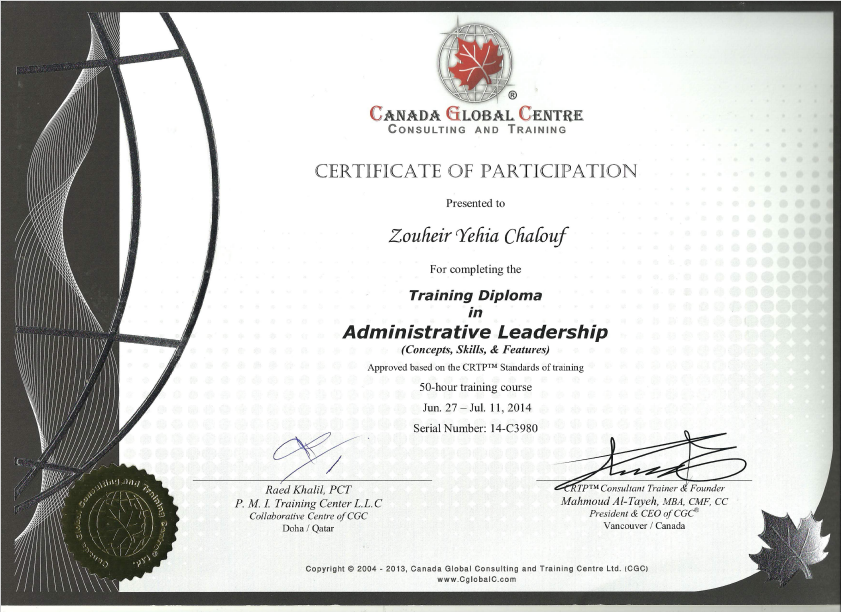 ®
CANADA GLOBAL CENTRE
CONSULTING AND TRAINING
CERTIFICATE OF PARTICIPATION
Presented to
Zouheir Yehia Chalouf
For completing the
Training Diploma
in
Administrative Leadership
(Concepts, Skills, & Features)
Approved based on the CRTP™ Standards of training
50-hour training course
Jun. 27 – Jul. 11, 2014
Serial Number: 14-C3980
Raed Khalil, PCT
P. M. I. Training Center L.L.C
Collaborative Centre of CGC
Doha / Qatar
CRTP™ Consultant Trainer & Founder
Mahmoud Al-Tayeh, MBA, CMF, CC
President & CEO of CGC®
Vancouver / Canada
Canada Global Consulting and Training Centre Ltd.
Copyright © 2004 - 2013, Canada Global Consulting and Training Centre Ltd. (CGC)
www.CglobalC.com